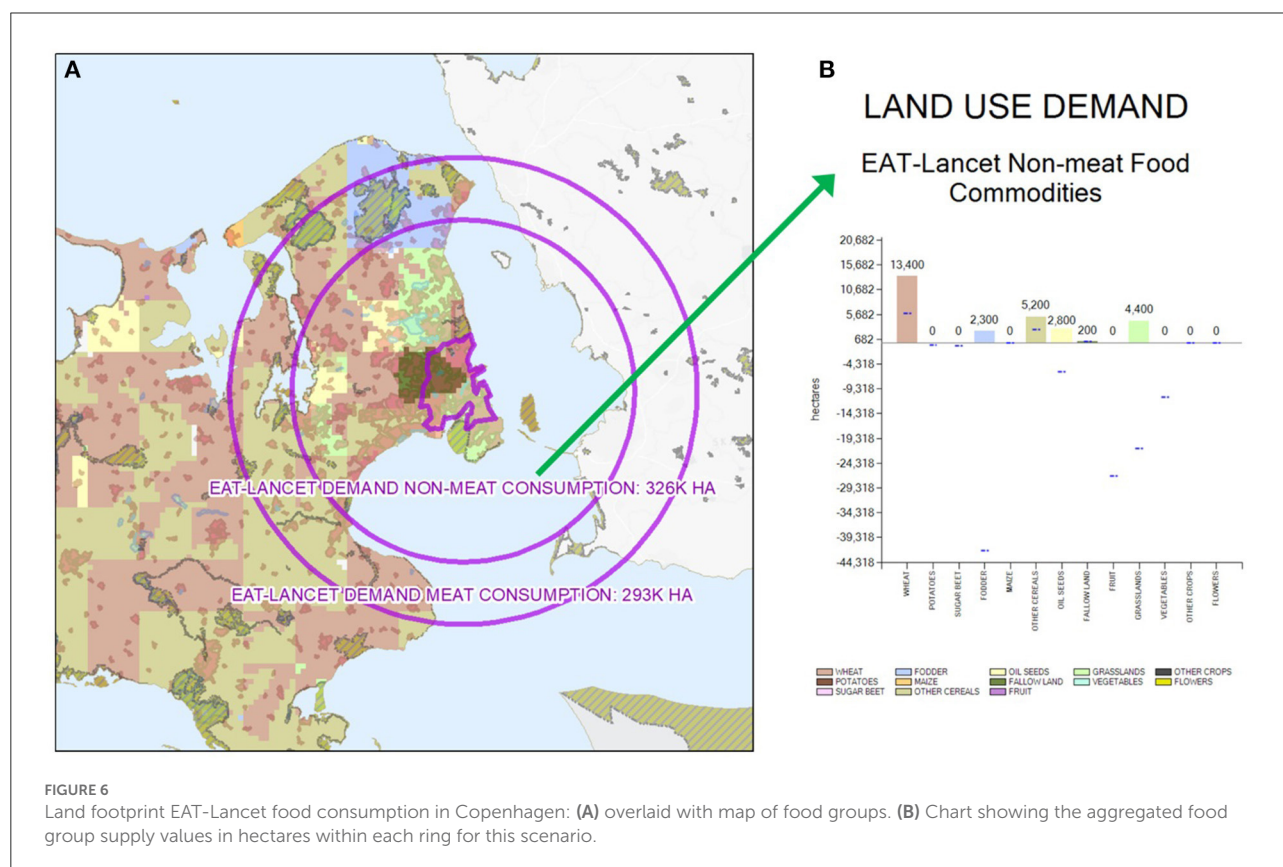 A
EAT-LANCET DEMAND NON-MEAT CONSUMPTION: 326K HA
EAT-LANCET DEMAND MEAT CONSUMPTION: 293K HA
B
LAND USE DEMAND
EAT-Lancet Non-meat Food
Commodities
hectares
20,682
15,682
10,682
5,682
682
-4,318
-9,318
-14,318
-19,318
-24,318
-29,318
-34,318
-39,318
-44,318
13,400 0 0 2,300 0 5,200 2,800 200 0 4,400 0 0 0
WHEAT
POTATOES
SUGAR BEET
FODDER
MAIZE
OTHER CEREALS
OIL SEEDS
FALLOW LAND
FRUIT
GRASSLANDS
VEGETABLES
OTHER CROPS
FLOWERS
WHEAT FODDER OIL SEEDS GRASSLANDS OTHER CROPS
POTATOES MAIZE FALLOW LAND VEGETABLES FLOWERS
SUGAR BEET OTHER CEREALS FRUIT
FIGURE 6
Land footprint EAT-Lancet food consumption in Copenhagen: (A) overlaid with map of food groups. (B) Chart showing the aggregated food
group supply values in hectares within each ring for this scenario.